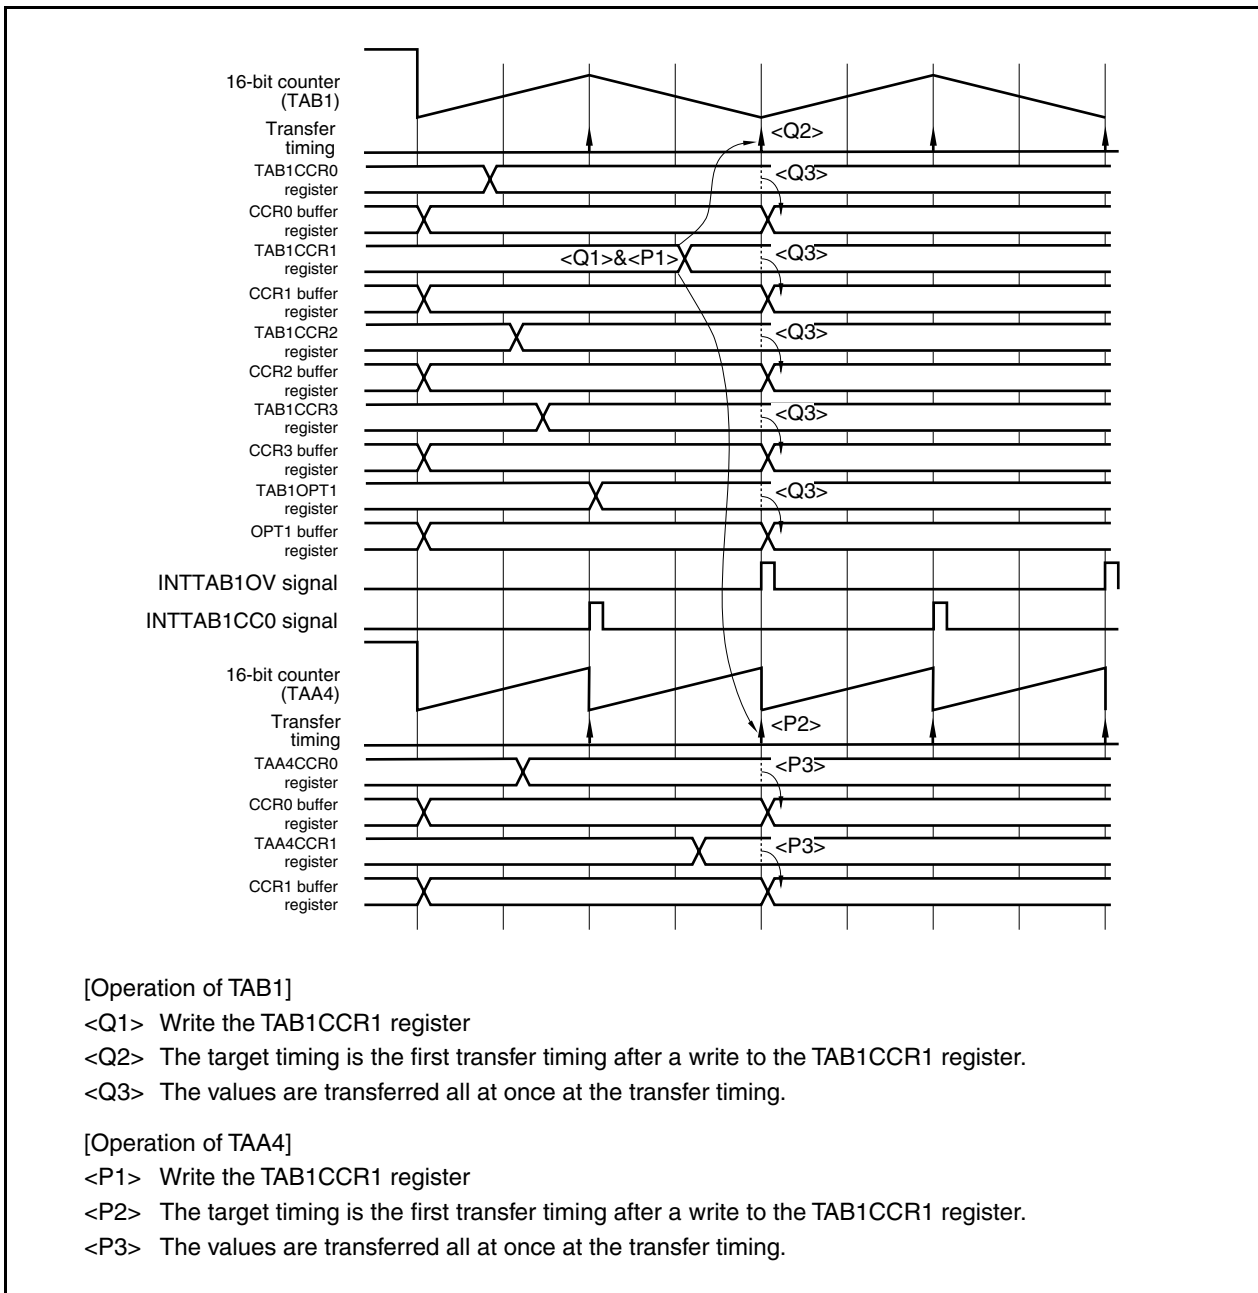 16-bit counter
(TAB1)
Transfer
timing
<Q2>
TAB1CCR0
register
<Q3>
CCR0 buffer
register
TAB1CCR1
register
<Q1>&<P1>
<Q3>
CCR1 buffer
register
TAB1CCR2
register
<Q3>
CCR2 buffer
register
TAB1CCR3
register
<Q3>
CCR3 buffer
register
TAB1OPT1
register
<Q3>
OPT1 buffer
register
INTTAB1OV signal
INTTAB1CC0 signal
16-bit counter
(TAA4)
Transfer
timing
<P2>
TAA4CCR0
register
<P3>
CCR0 buffer
register
TAA4CCR1
register
<P3>
CCR1 buffer
register
[Operation of TAB1]
<Q1> Write the TAB1CCR1 register
<Q2> The target timing is the first transfer timing after a write to the TAB1CCR1 register.
<Q3> The values are transferred all at once at the transfer timing.
[Operation of TAA4]
<P1> Write the TAB1CCR1 register
<P2> The target timing is the first transfer timing after a write to the TAB1CCR1 register.
<P3> The values are transferred all at once at the transfer timing.